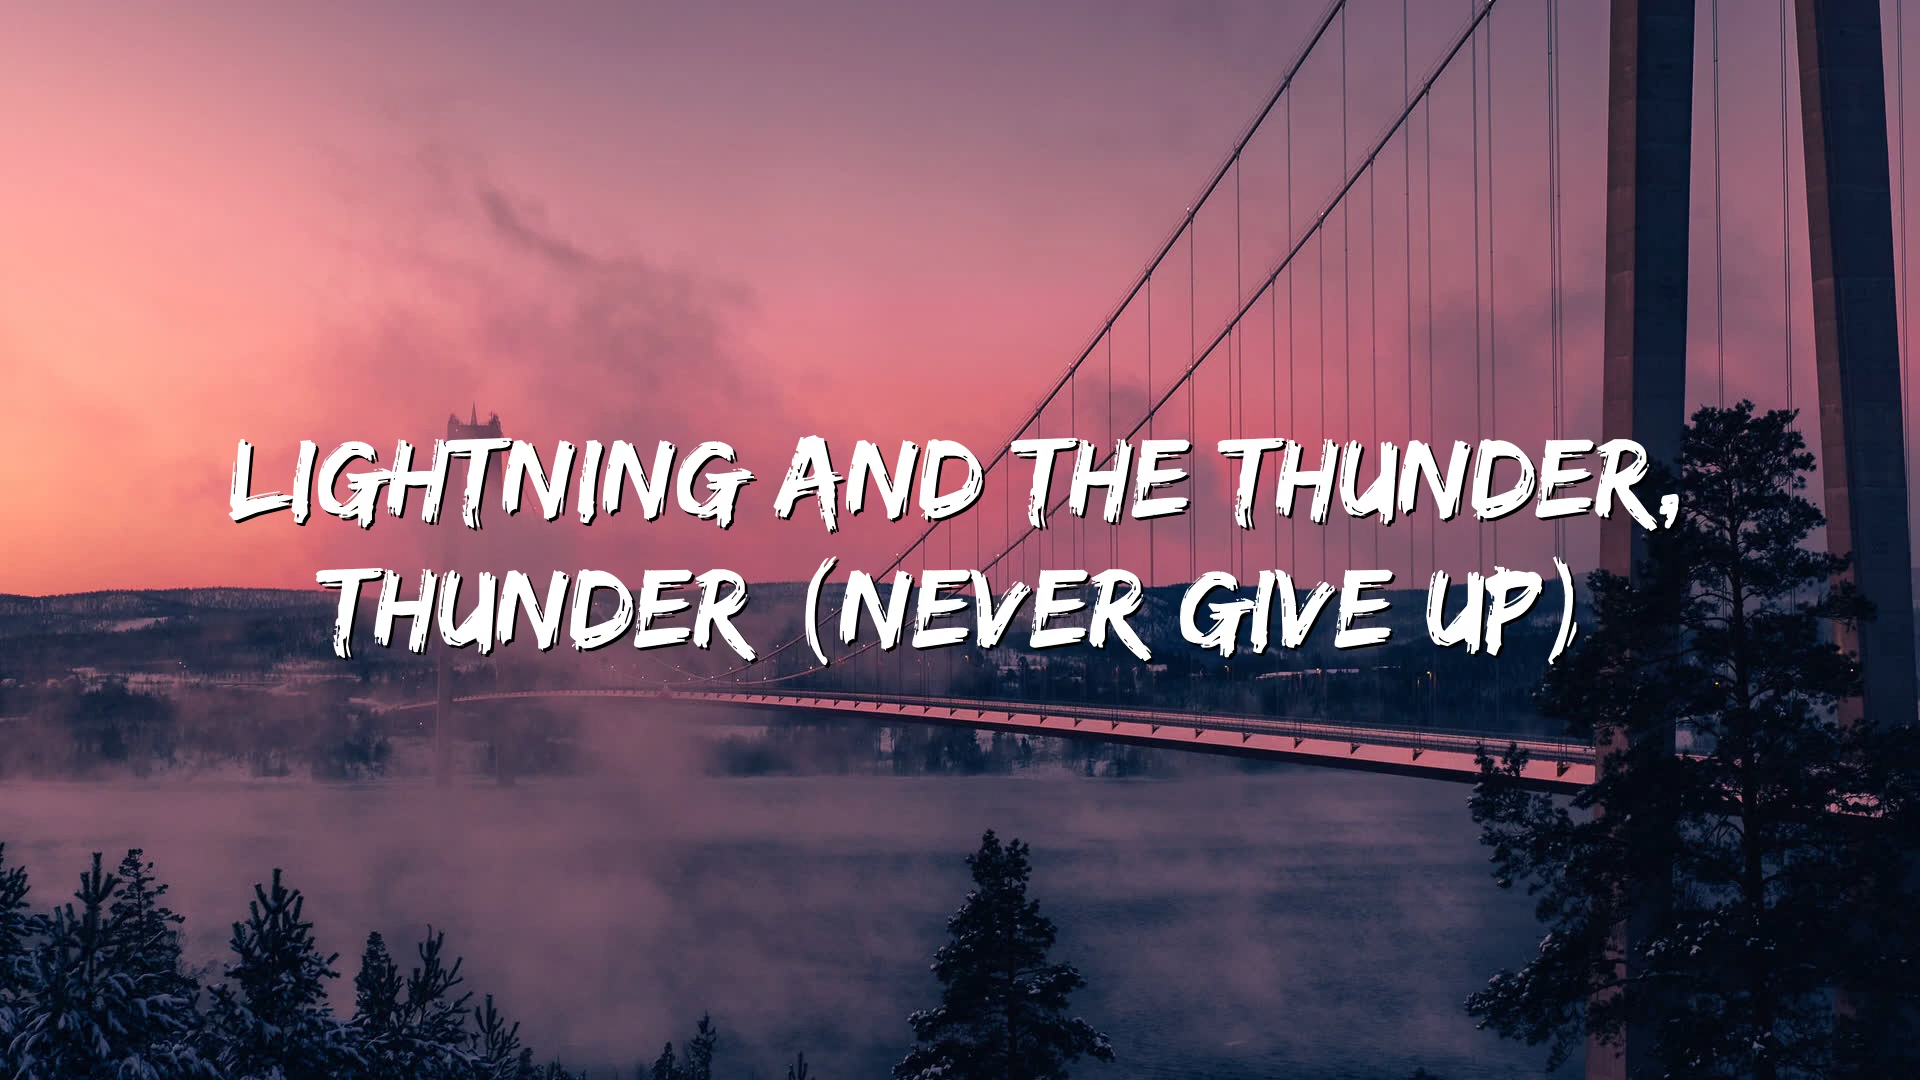 LIGHTNING AND THE THUNDER,
THUNDER (NEVER GIVE UP)